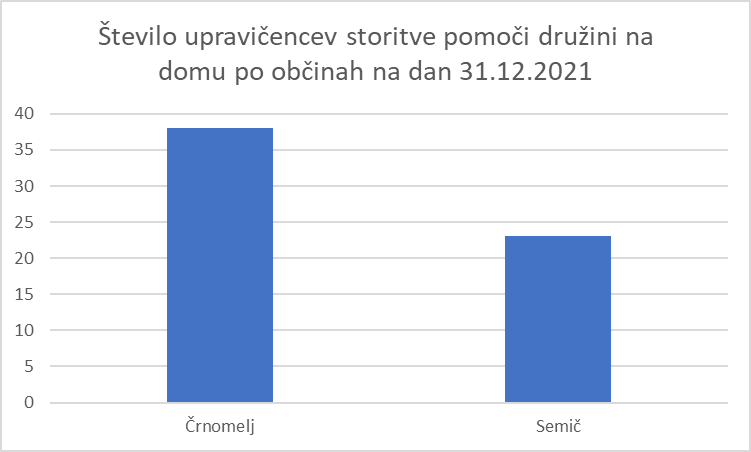 Število upravičencev storitve pomoči družini na
domu po občinah na dan 31.12.2021
40
35
30
25
20
15
10
5
0
Črnomelj
Semič